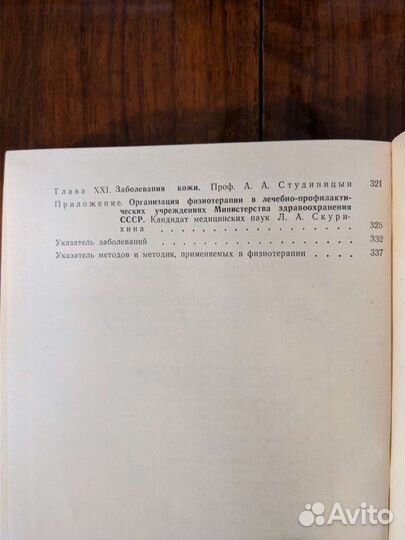 Глава XXI. Заболевания кожи. Проф. А. А. Студиницын 321
Приложение. Организация физиотерапии в лечебно-профилакти-
ческих учреждениях Министерства здравоохранения
СССР. Кандидат медицинских наук Л. А. Скури-
хина . . . . . . . . . . . . . . . 325
Указатель заболеваний . . . . . . . . . . . . . 332
Указатель методов и методик, применяемых в физиотерапии . . . . 337
Avito